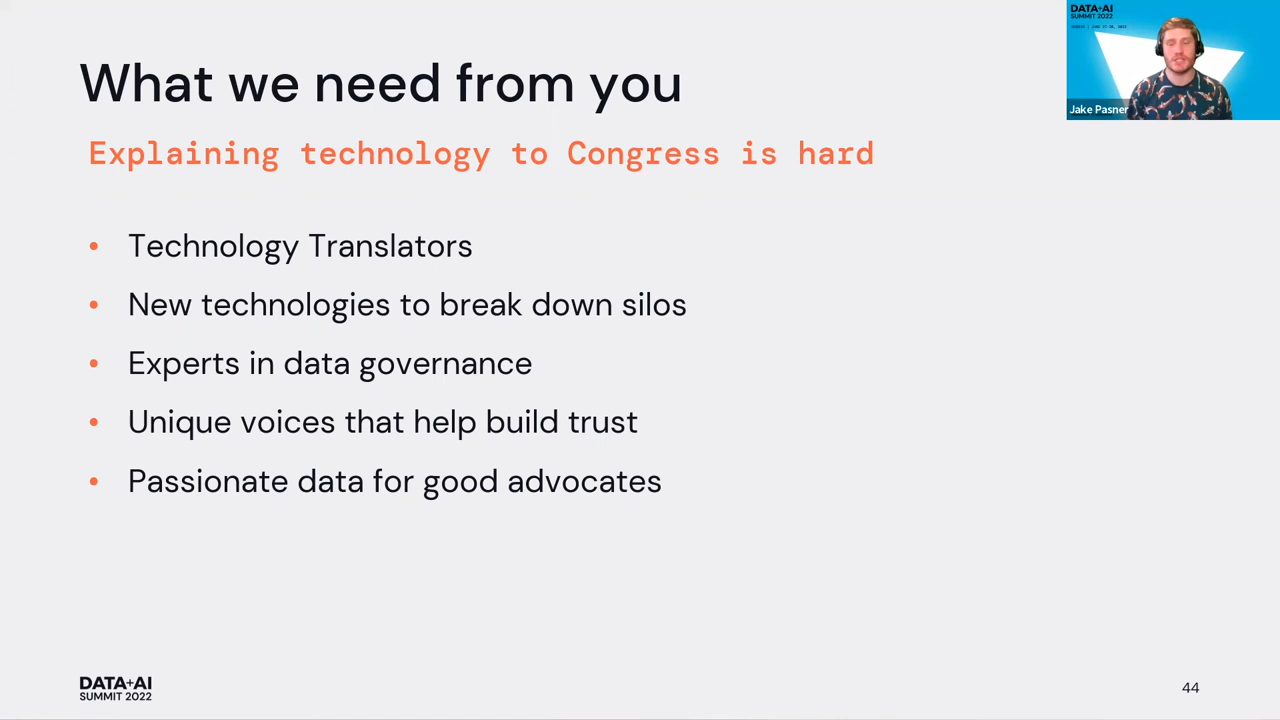 What we need from you
Explaining technology to Congress is hard
• Technology Translators
• New technologies to break down silos
• Experts in data governance
• Unique voices that help build trust
• Passionate data for good advocates
DATA+AI
SUMMIT 2022
44
DATA+AI
SUMMIT 2022
Jake Pasner